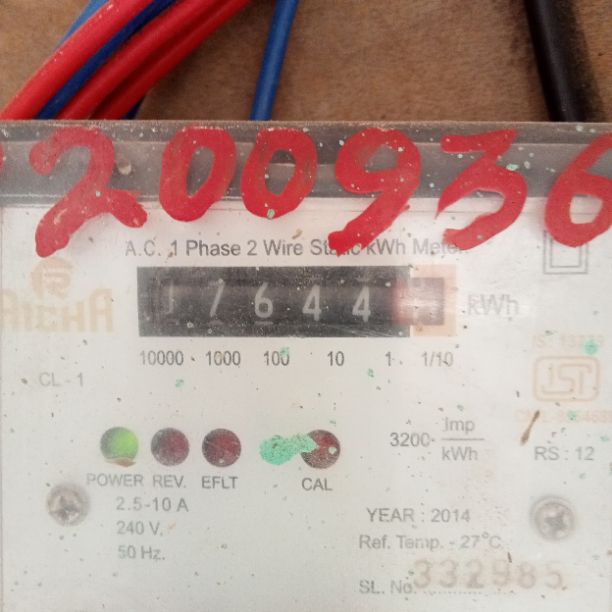 200936
A.C. 1 Phase 2 Wire Static kWh Meter
7644 kWh
10000 1000 100 10 1 1/10
CL-1
3200 Imp
kWh
RS : 12
POWER REV. EFLT CAL
2.5-10 A
240 V.
50 Hz.
YEAR : 2014
Ref. Temp. - 27°C
SL. No. 332985